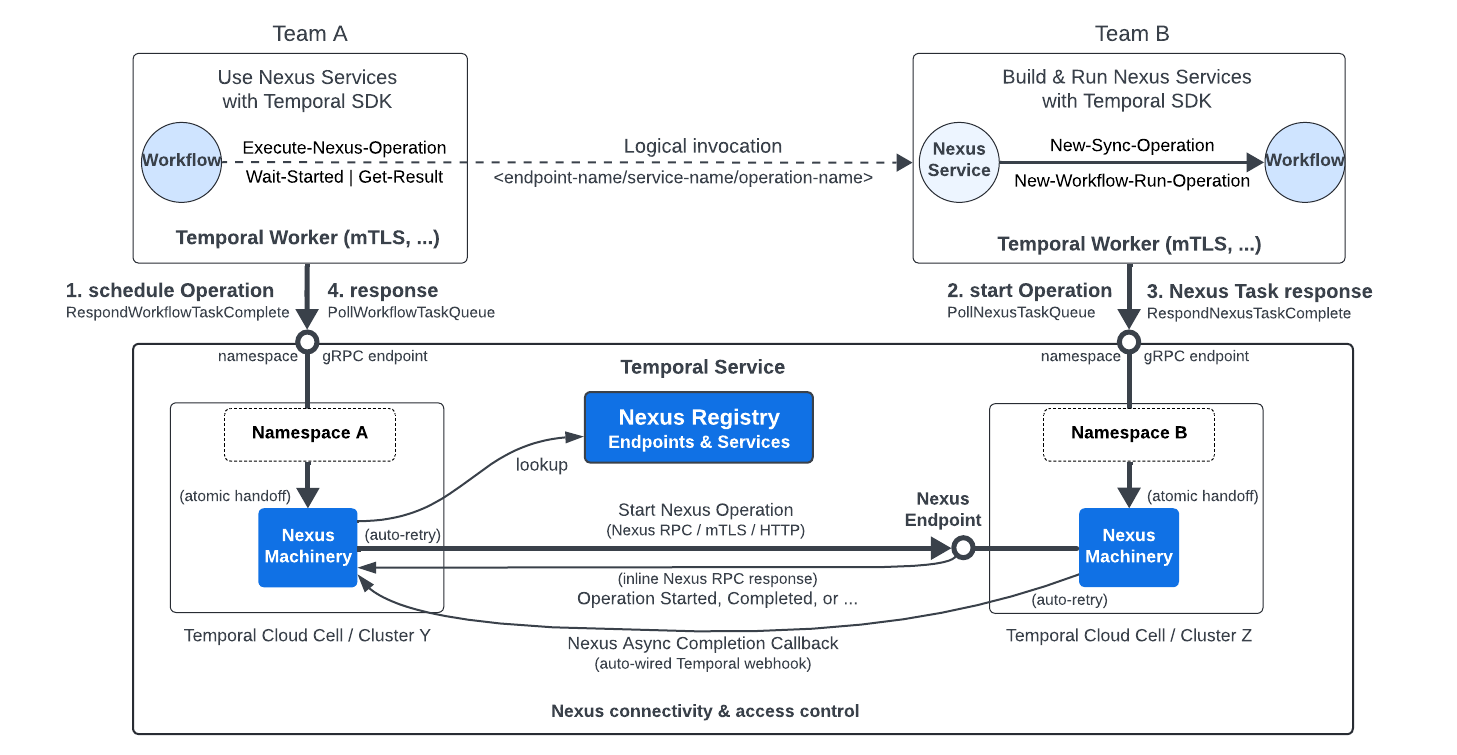 Team A
Team B
Use Nexus Services
with Temporal SDK
Workflow
Execute-Nexus-Operation
Wait-Started | Get-Result
Temporal Worker (mTLS, ...)
Logical invocation
<endpoint-name/service-name/operation-name>
Build & Run Nexus Services
with Temporal SDK
Nexus
Service
New-Sync-Operation
New-Workflow-Run-Operation
Workflow
Temporal Worker (mTLS, ...)
1. schedule Operation
RespondWorkflowTaskComplete
4. response
PollWorkflowTaskQueue
2. start Operation
PollNexusTaskQueue
3. Nexus Task response
RespondNexusTaskComplete
namespace
gRPC endpoint
namespace
gRPC endpoint
Temporal Service
Nexus Registry
Endpoints & Services
lookup
Namespace A
(atomic handoff)
Nexus
Machinery
(auto-retry)
Start Nexus Operation
(Nexus RPC / mTLS / HTTP)
Nexus
Endpoint
Namespace B
(atomic handoff)
Nexus
Machinery
(auto-retry)
(inline Nexus RPC response)
Operation Started, Completed, or ...
Temporal Cloud Cell / Cluster Y
Temporal Cloud Cell / Cluster Z
Nexus Async Completion Callback
(auto-wired Temporal webhook)
Nexus connectivity & access control